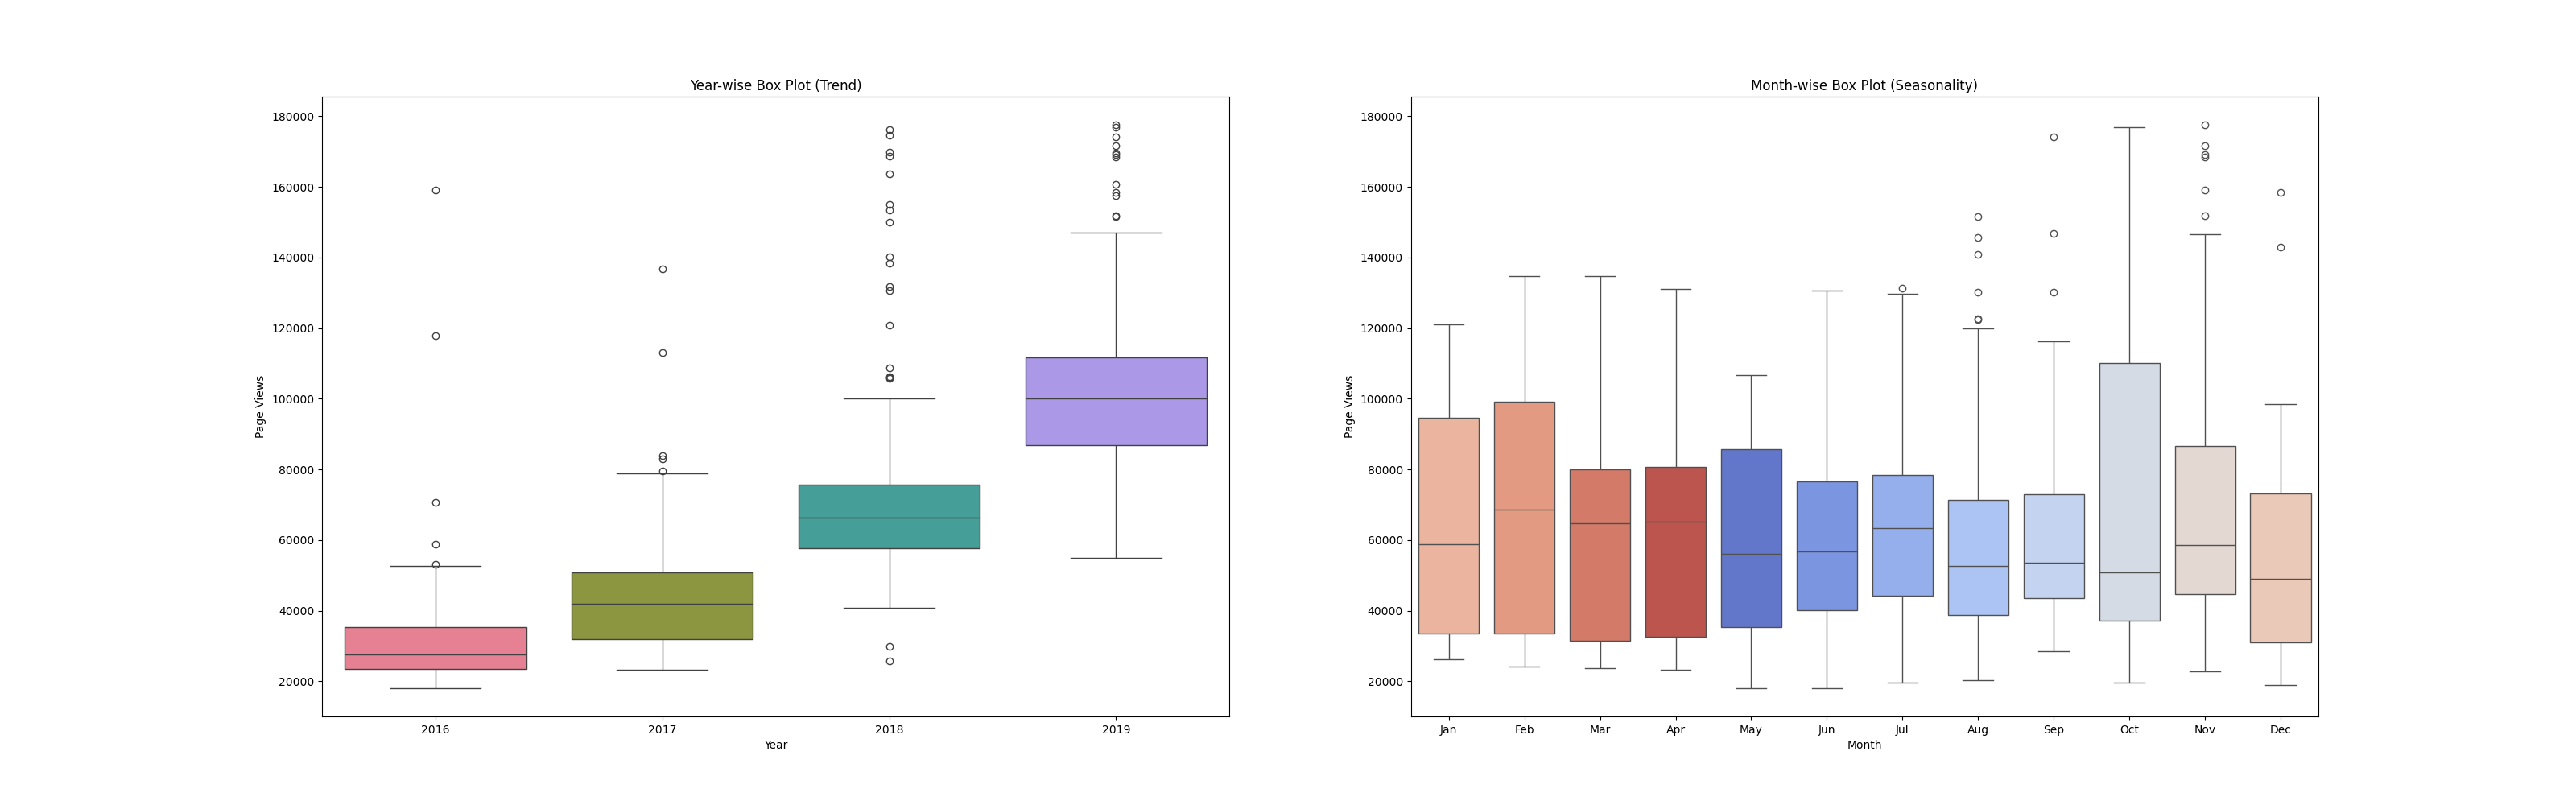 Year-wise Box Plot (Trend)
Page Views
180000
160000
140000
120000
100000
80000
60000
40000
20000
2016 2017 2018 2019
Year
Month-wise Box Plot (Seasonality)
Page Views
180000
160000
140000
120000
100000
80000
60000
40000
20000
Jan Feb Mar Apr May Jun Jul Aug Sep Oct Nov Dec
Month